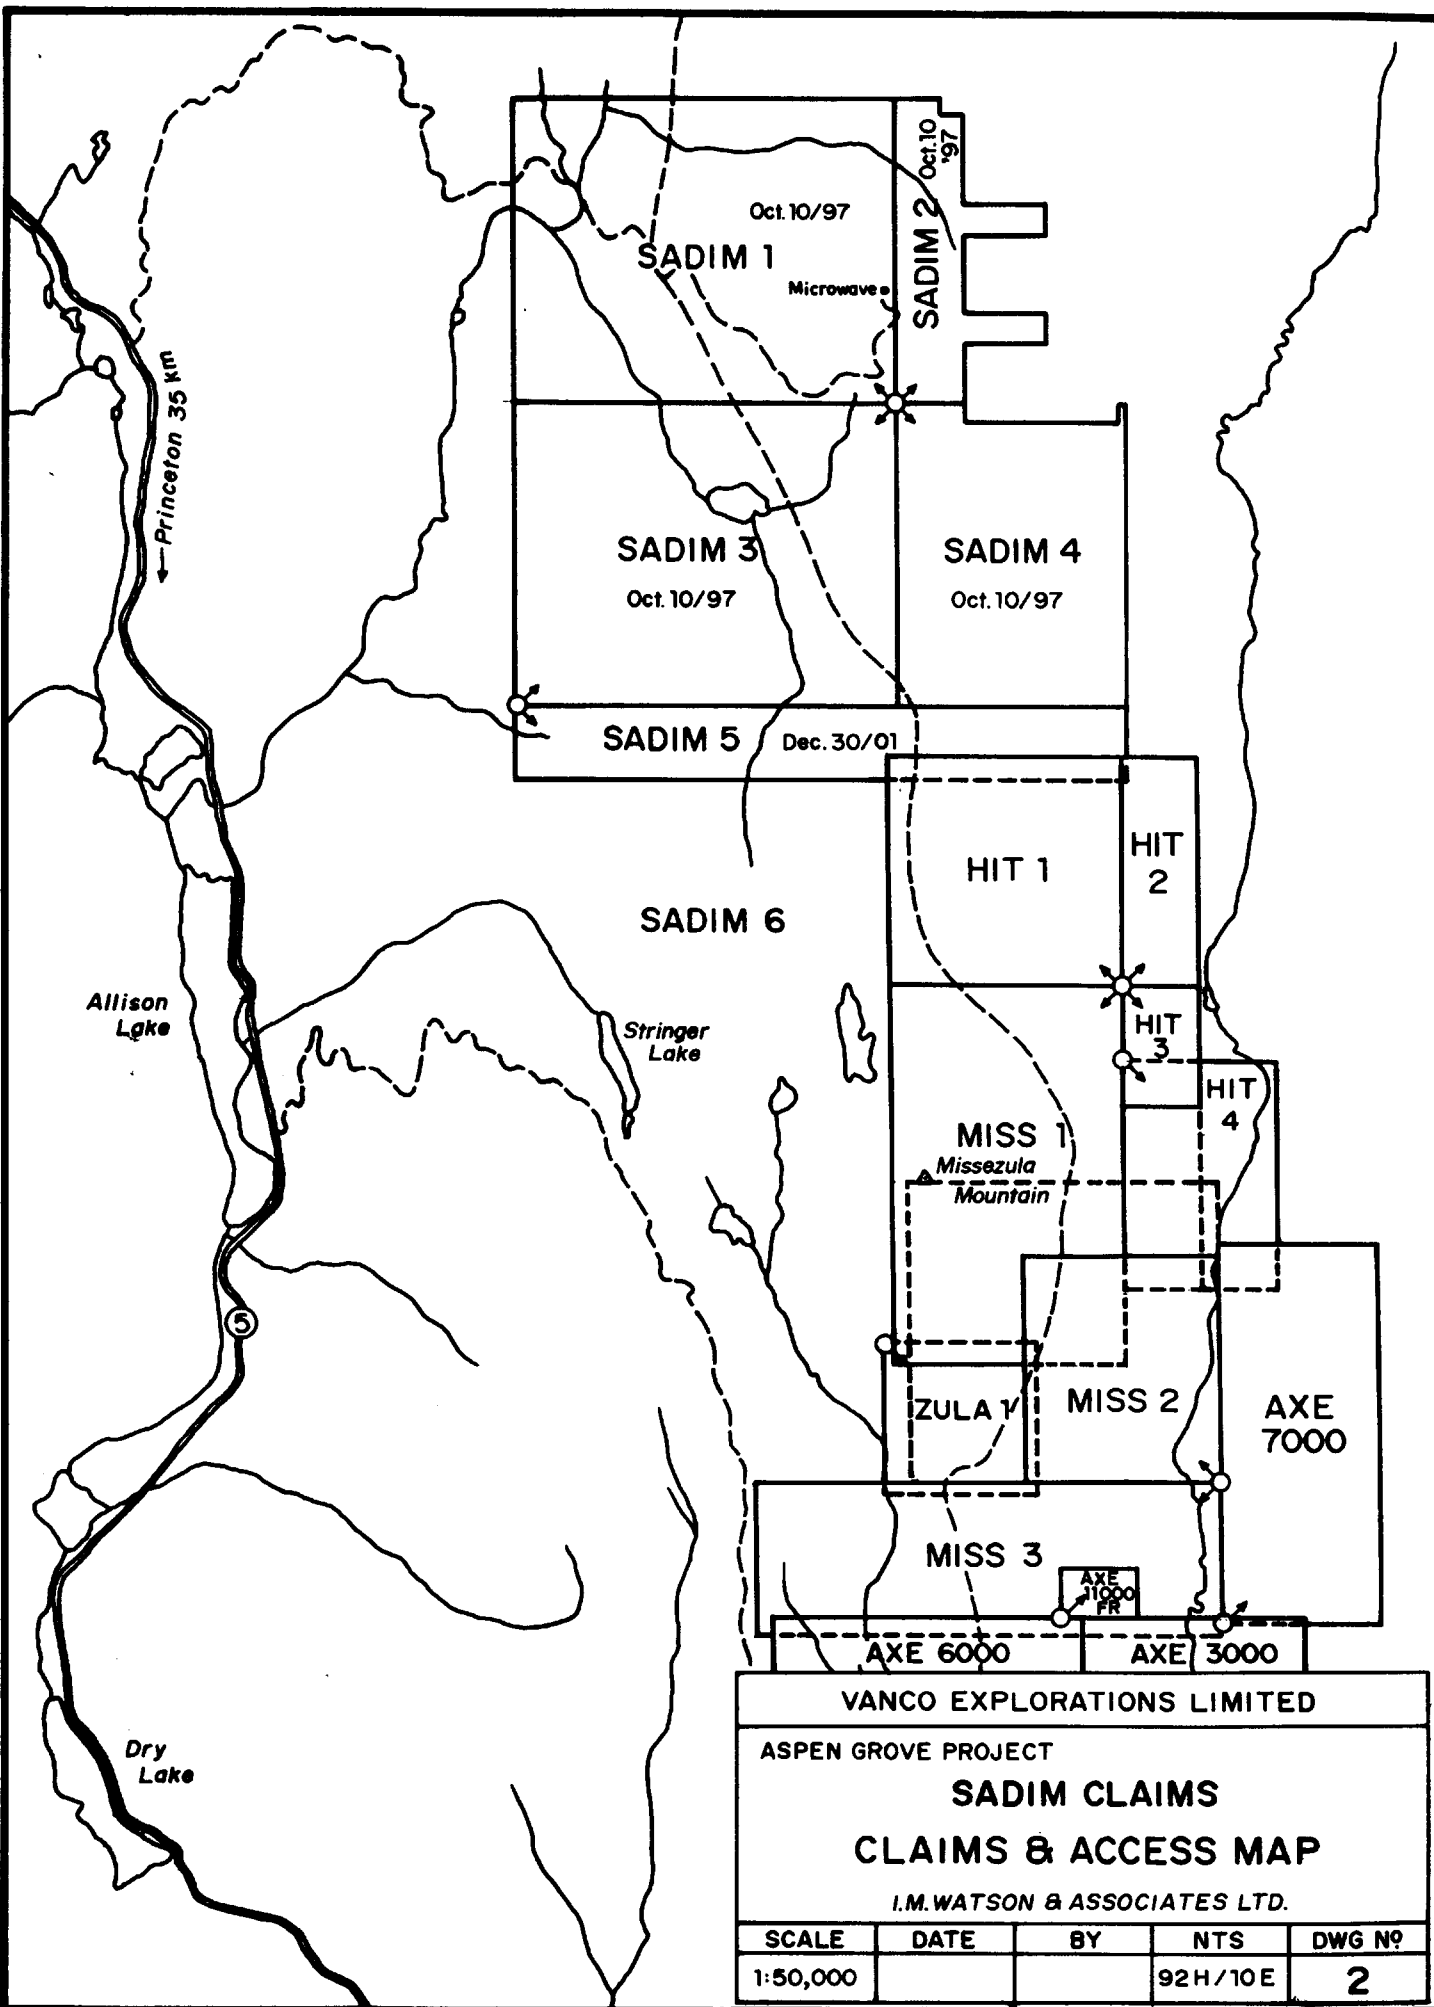 Oct.10
'97
Oct.10/97
SADIM 1
SADIM 2
Microwave
Princeton 35 km
SADIM 3
Oct.10/97
SADIM 4
Oct.10/97
SADIM 5
Dec.30/01
HIT 1
HIT
2
SADIM 6
Allison
Lake
Stringer
Lake
HIT
3
HIT
4
MISS 1
Missezula
Mountain
5
ZULA 1
MISS 2
AXE
7000
MISS 3
AXE
11000
FR
AXE 6000
AXE 3000
Dry
Lake
VANCO EXPLORATIONS LIMITED
ASPEN GROVE PROJECT
SADIM CLAIMS
CLAIMS & ACCESS MAP
I.M.WATSON & ASSOCIATES LTD.
SCALE DATE BY NTS DWG Nº
1:50,000 92H/10E 2